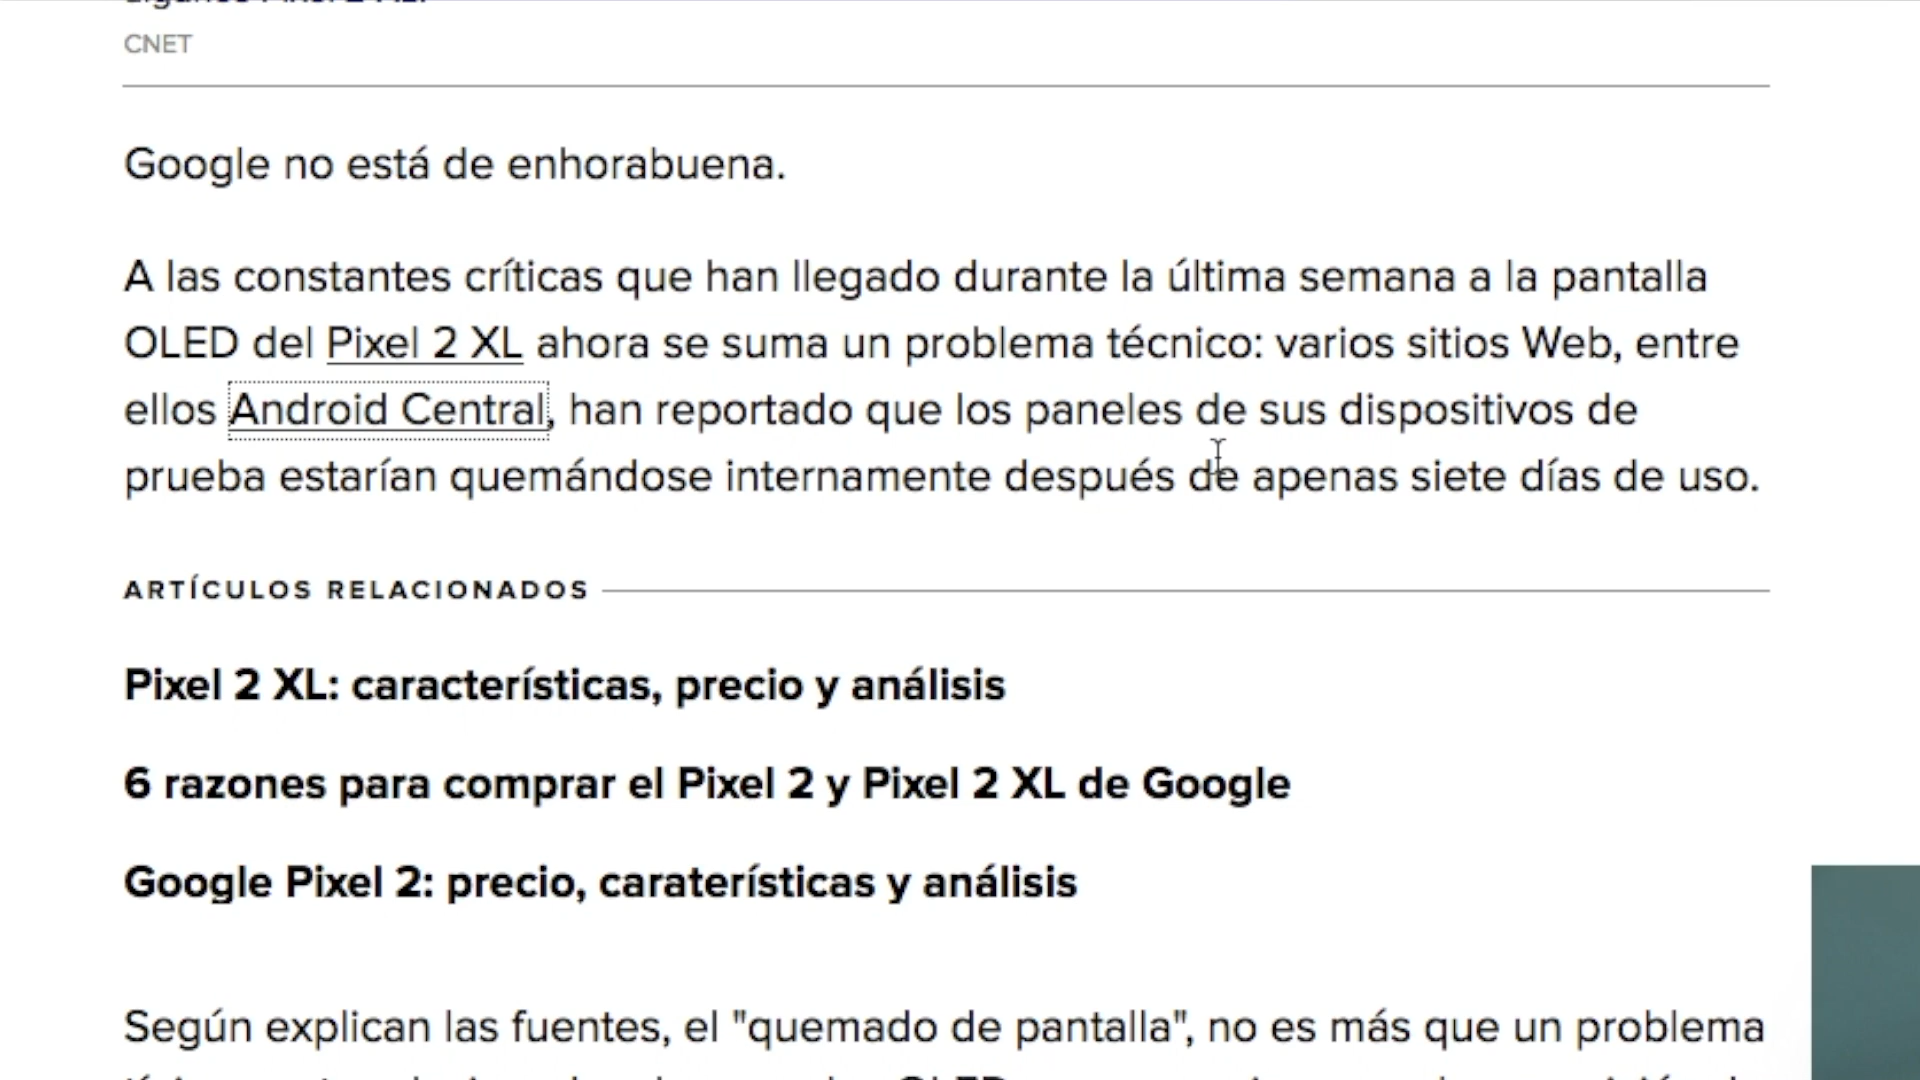 CNET
Google no está de enhorabuena.
A las constantes críticas que han llegado durante la última semana a la pantalla
OLED del Pixel 2 XL ahora se suma un problema técnico: varios sitios Web, entre
ellos Android Central, han reportado que los paneles de sus dispositivos de
prueba estarían quemándose internamente después de apenas siete días de uso.
ARTÍCULOS RELACIONADOS
Pixel 2 XL: características, precio y análisis
6 razones para comprar el Pixel 2 y Pixel 2 XL de Google
Google Pixel 2: precio, caraterísticas y análisis
Según explican las fuentes, el "quemado de pantalla", no es más que un problema
OLED